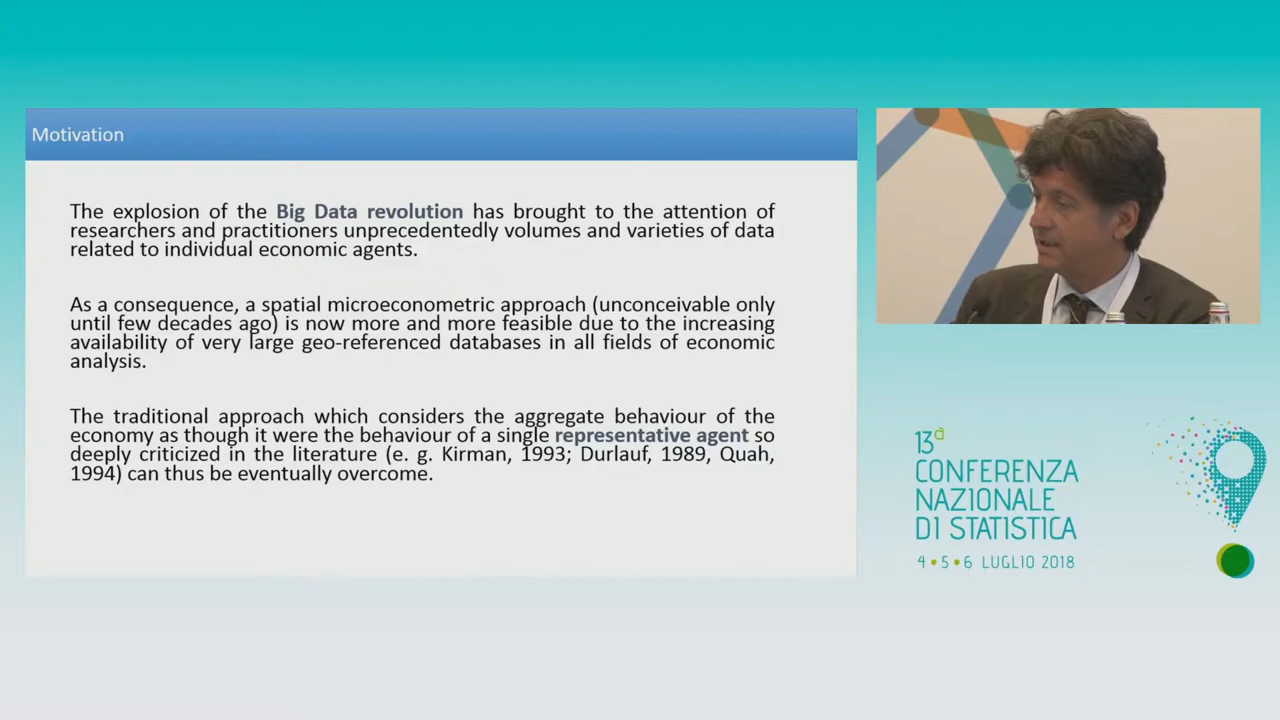 Motivation
The explosion of the Big Data revolution has brought to the attention of
researchers and practitioners unprecedentedly volumes and varieties of data
related to individual economic agents.
As a consequence, a spatial microeconometric approach (unconceivable only
until few decades ago) is now more and more feasible due to the increasing
availability of very large geo-referenced databases in all fields of economic
analysis.
The traditional approach which considers the aggregate behaviour of the
economy as though it were the behaviour of a single representative agent so
deeply criticized in the literature (e. g. Kirman, 1993; Durlauf, 1989, Quah,
1994) can thus be eventually overcome.
13ª
CONFERENZA
NAZIONALE
DI STATISTICA
4 • 5 • 6 LUGLIO 2018